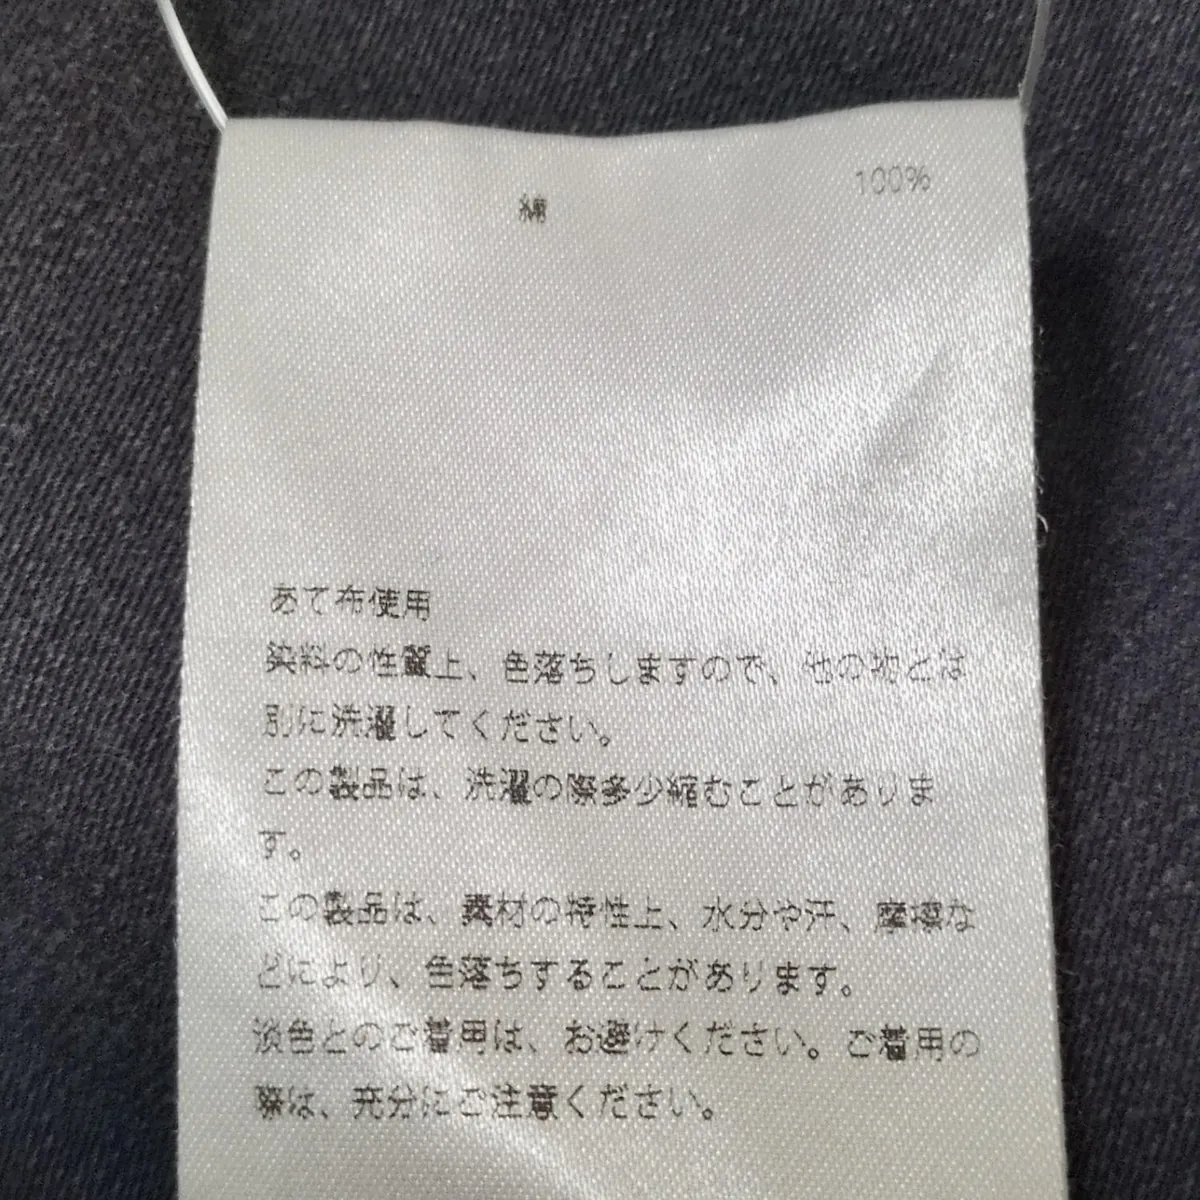 綿 100%
あて布使用
染料の性質上、色落ちしますので、他の物とは
別に洗濯してください。
この製品は、洗濯の際多少縮むことがありま
す。
この製品は、素材の特性上、水分や汗、摩擦な
どにより、色落ちすることがあります。
淡色とのご着用は、お避けください。ご着用の
際は、充分にご注意ください。